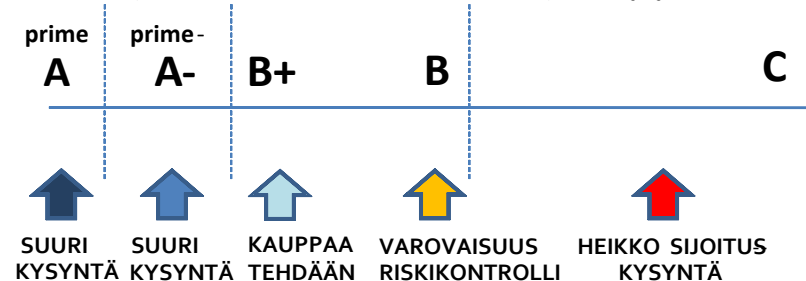 prime prime-
A A- B+ B C
SUURI SUURI KAUPPAA VAROVAISUUS HEIKKO SIJOITUS-
KYSYNTÄ KYSYNTÄ TEHDÄÄN RISKIKONTROLLI KYSYNTÄ